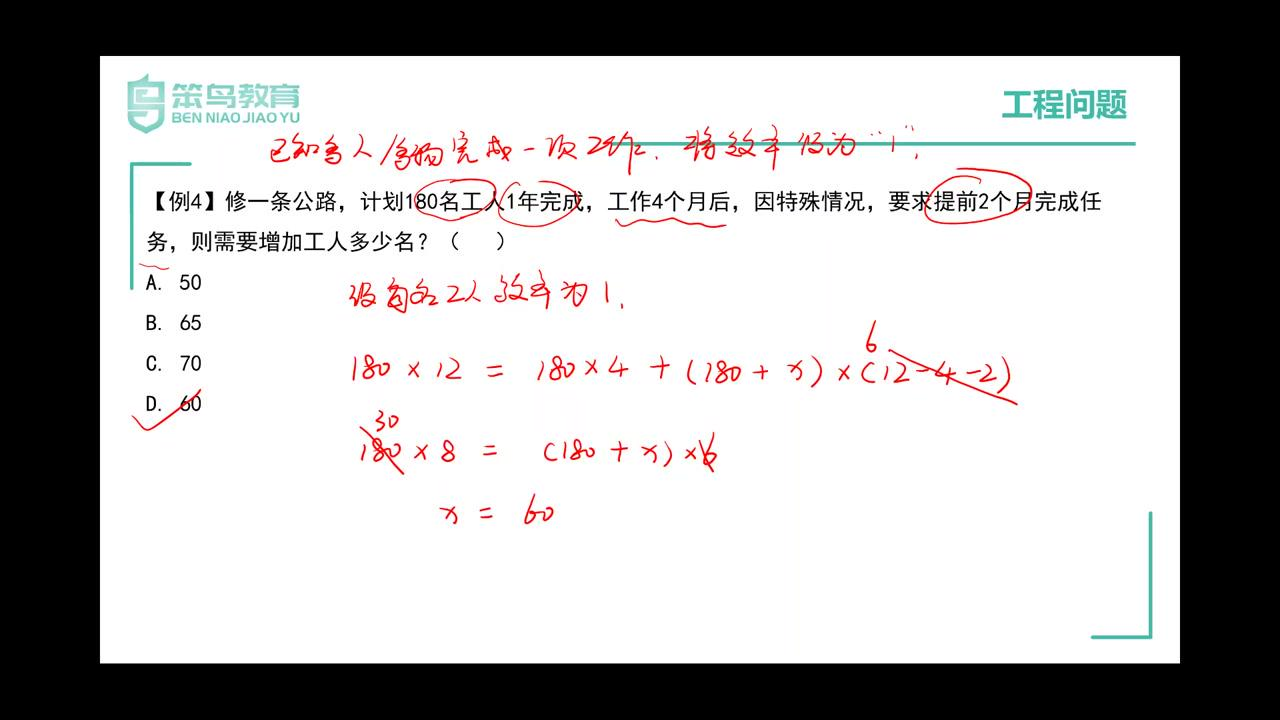 笨鸟教育
BEN NIAO JIAO YU
工程问题
已知多人/多物完成一项工作,将效率设为“1”.
【例4】修一条公路，计划180名工人1年完成，工作4个月后，因特殊情况，要求提前2个月完成任
务，则需要增加工人多少名？（ ）
A. 50
B. 65
C. 70
D. 60
设每名工人效率为1.
6
180 × 12 = 180 × 4 + (180 + x) × (12-4-2)
30
180 × 8 = (180 + x) × 6
x = 60